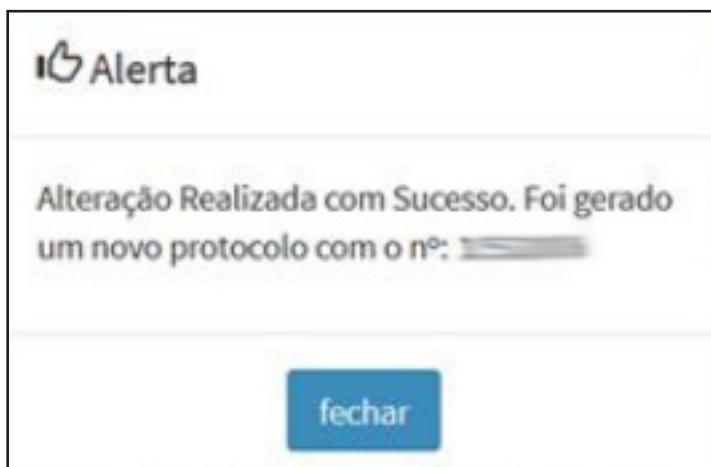 Alerta
Alteração Realizada com Sucesso. Foi gerado
um novo protocolo com o nº:
fechar